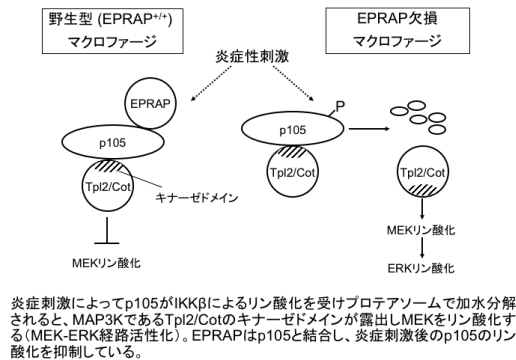 野生型 (EPRAP+/+)
マクロファージ
EPRAP欠損
マクロファージ
炎症性刺激
EPRAP
p105
Tpl2/Cot
キナーゼドメイン
MEKリン酸化
P
p105
Tpl2/Cot
Tpl2/Cot
MEKリン酸化
ERKリン酸化
炎症刺激によってp105がIKKβによるリン酸化を受けプロテアソームで加水分解
されると、MAP3KであるTpl2/Cotのキナーゼドメインが露出しMEKをリン酸化す
る（MEK-ERK経路活性化）。EPRAPはp105と結合し、炎症刺激後のp105のリン
酸化を抑制している。